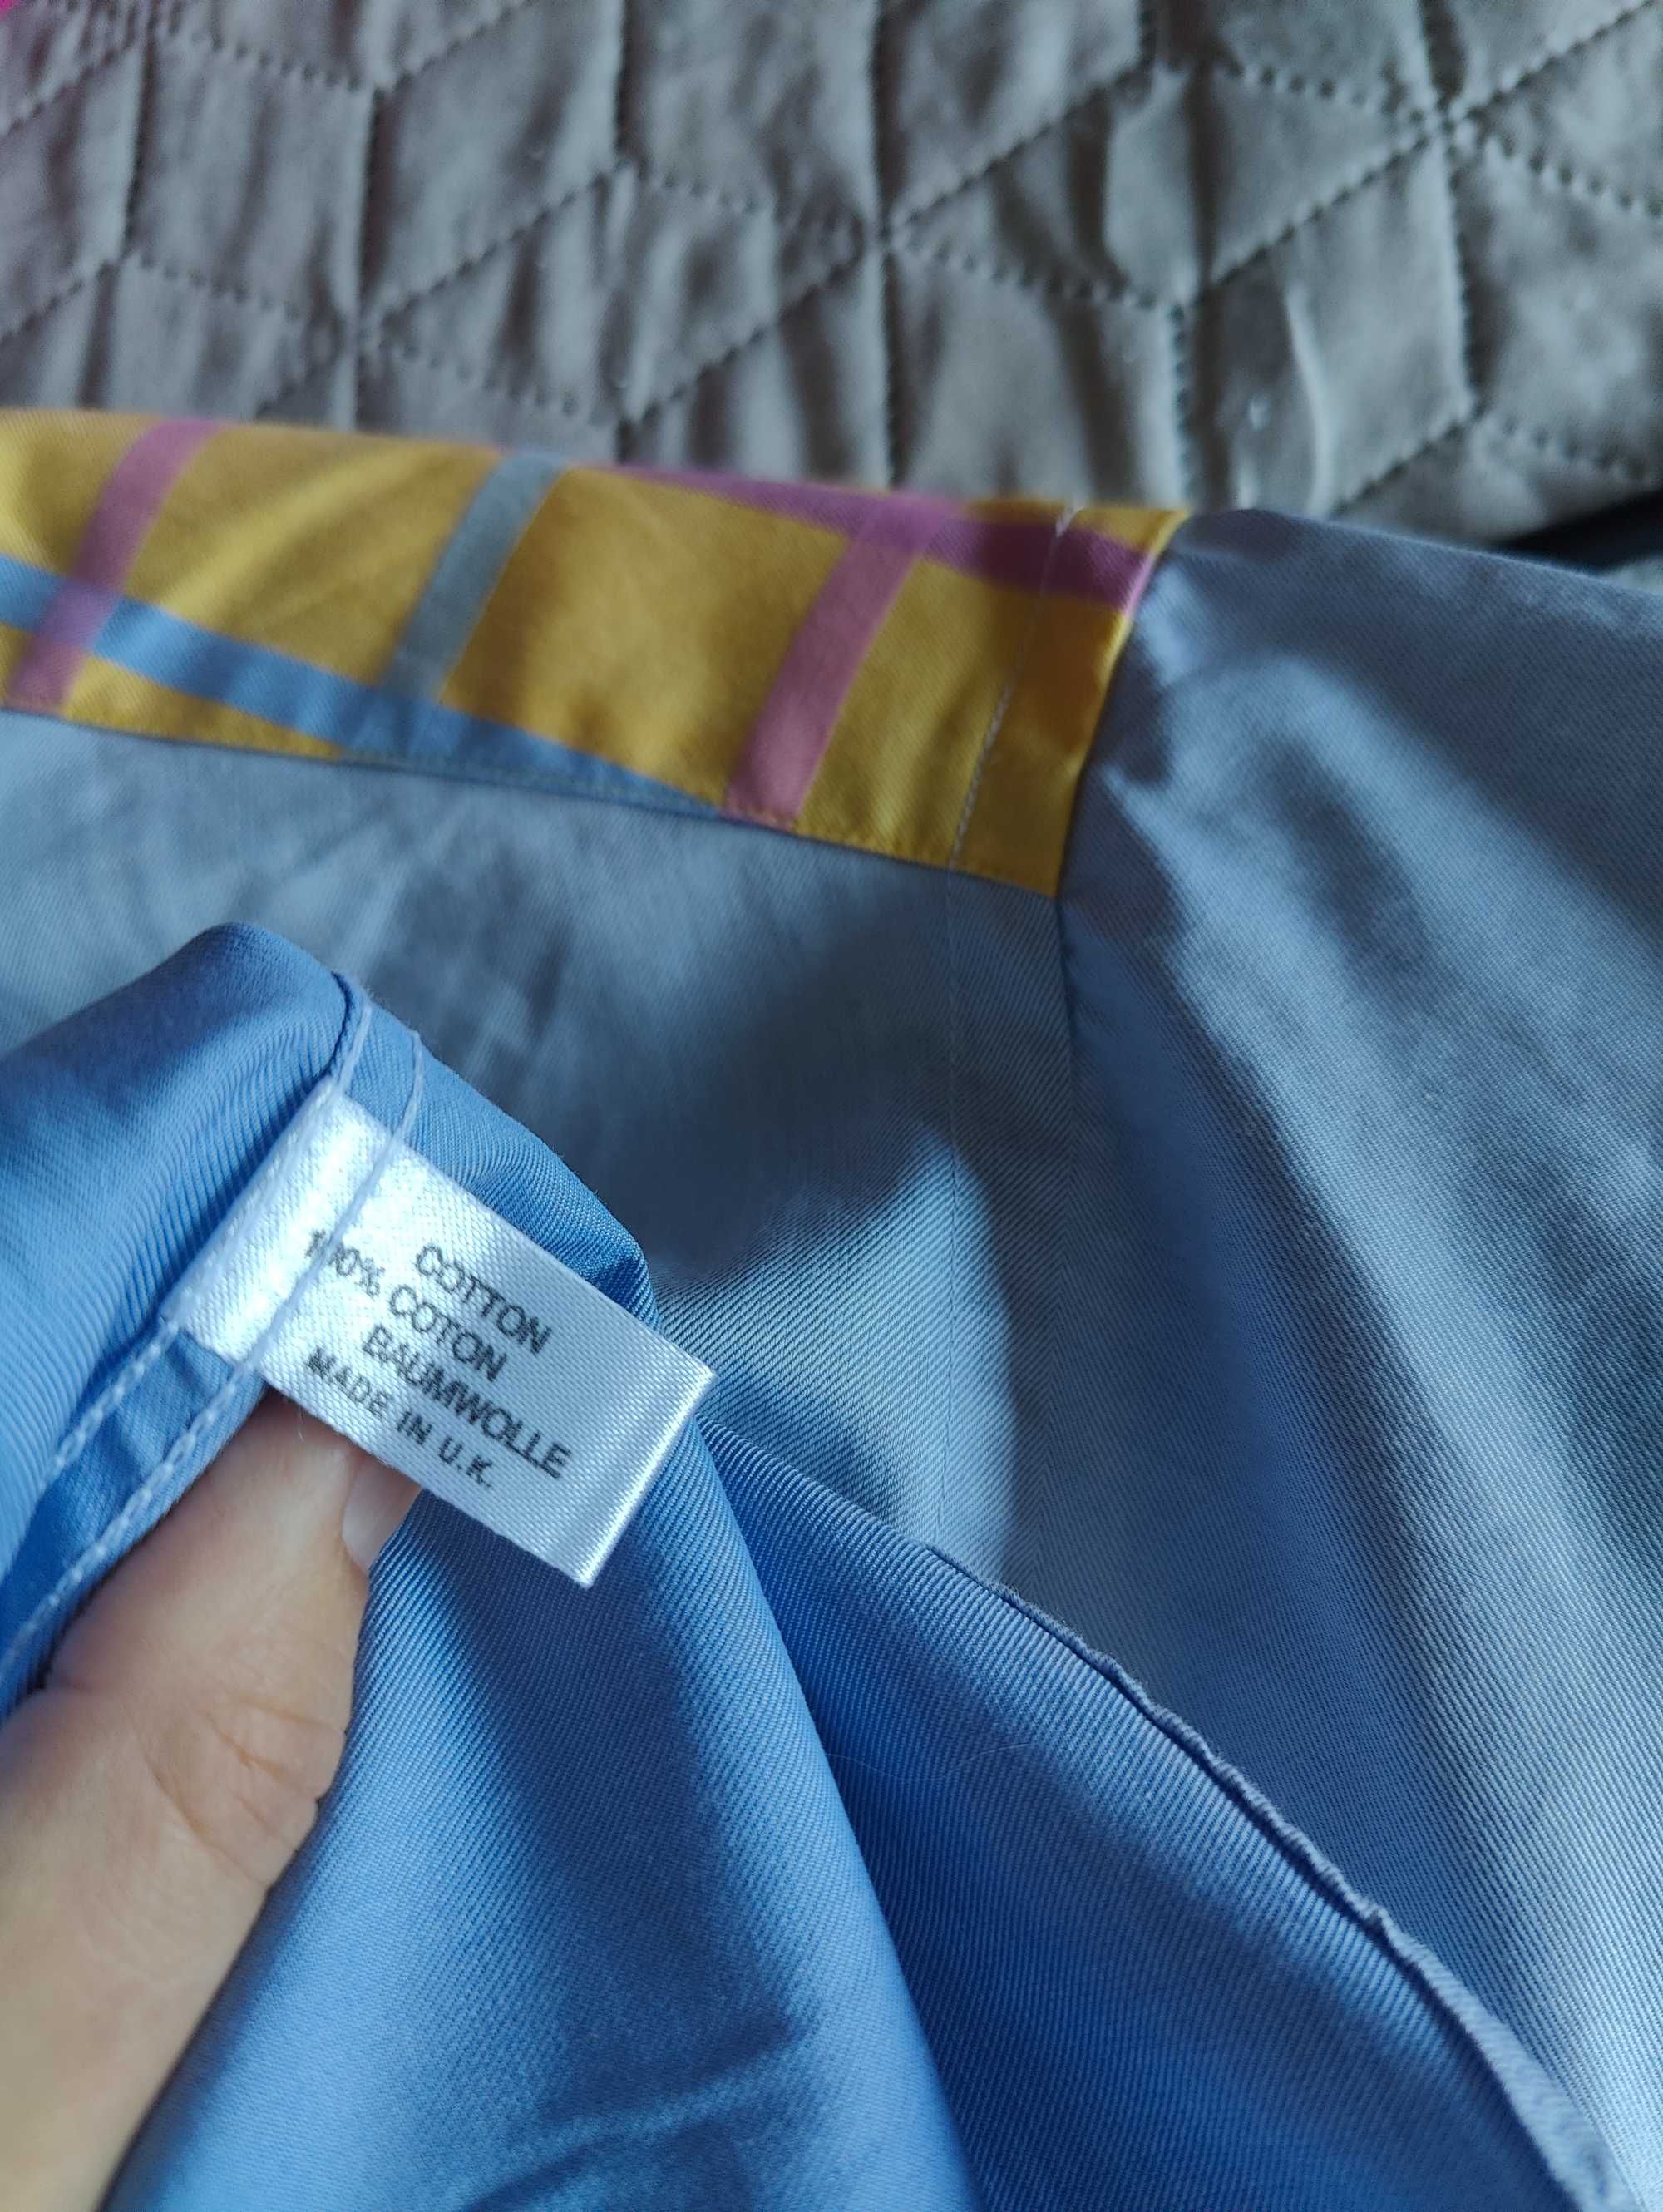 COTTON
100% COTON
BAUMWOLLE
MADE IN U.K.